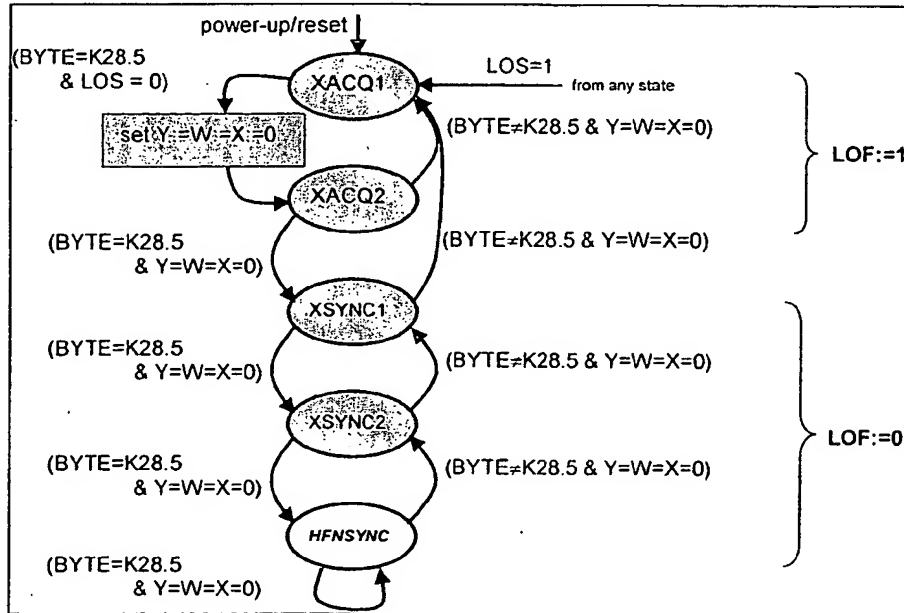 power-up/reset
(BYTE=K28.5
& LOS = 0)
XACQ1
LOS=1
from any state
set Y:=W:=X:=0
(BYTE≠K28.5 & Y=W=X=0)
LOF:=1
XACQ2
(BYTE=K28.5
& Y=W=X=0)
(BYTE≠K28.5 & Y=W=X=0)
XSYNC1
(BYTE=K28.5
& Y=W=X=0)
(BYTE≠K28.5 & Y=W=X=0)
XSYNC2
LOF:=0
(BYTE=K28.5
& Y=W=X=0)
(BYTE≠K28.5 & Y=W=X=0)
HFNSYNC
(BYTE=K28.5
& Y=W=X=0)